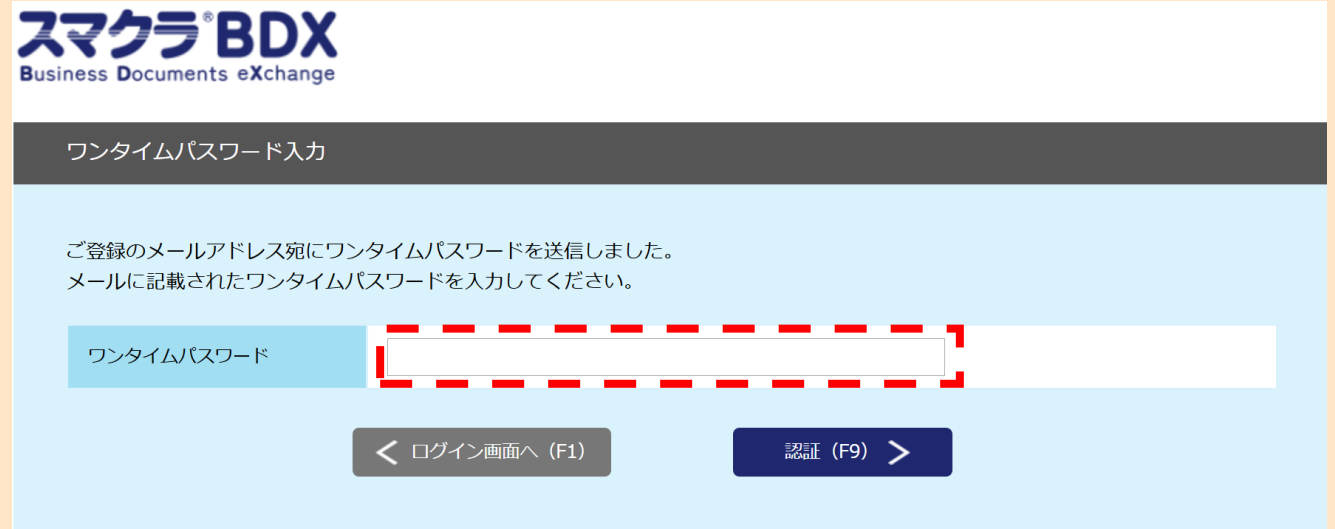 スマクラ®BDX
Business Documents eXchange
ワンタイムパスワード入力
ご登録のメールアドレス宛にワンタイムパスワードを送信しました。
メールに記載されたワンタイムパスワードを入力してください。
ワンタイムパスワード
ログイン画面へ（F1）
認証（F9）